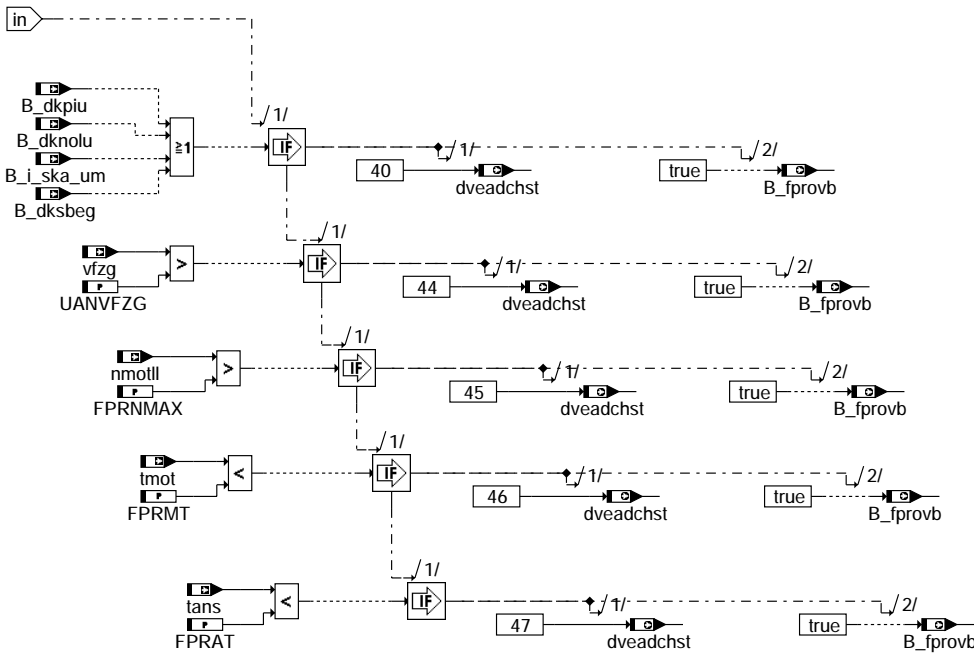 in
/1/
B_dkpiu
B_dknolu
B_i_ska_um
B_dksbeg
≥1
IF
/1/
2/
40
dveadchst
true
B_fprovb
/1/
vfzg
UANVFZG
>
IF
/1/
2/
44
dveadchst
true
B_fprovb
/1/
nmotll
P
FPRNMAX
>
IF
/1/
2/
45
dveadchst
true
B_fprovb
/1/
tmot
P
FPRMT
<
IF
/1/
2/
46
dveadchst
true
B_fprovb
/1/
tans
P
FPRAT
<
IF
/1/
2/
47
dveadchst
true
B_fprovb